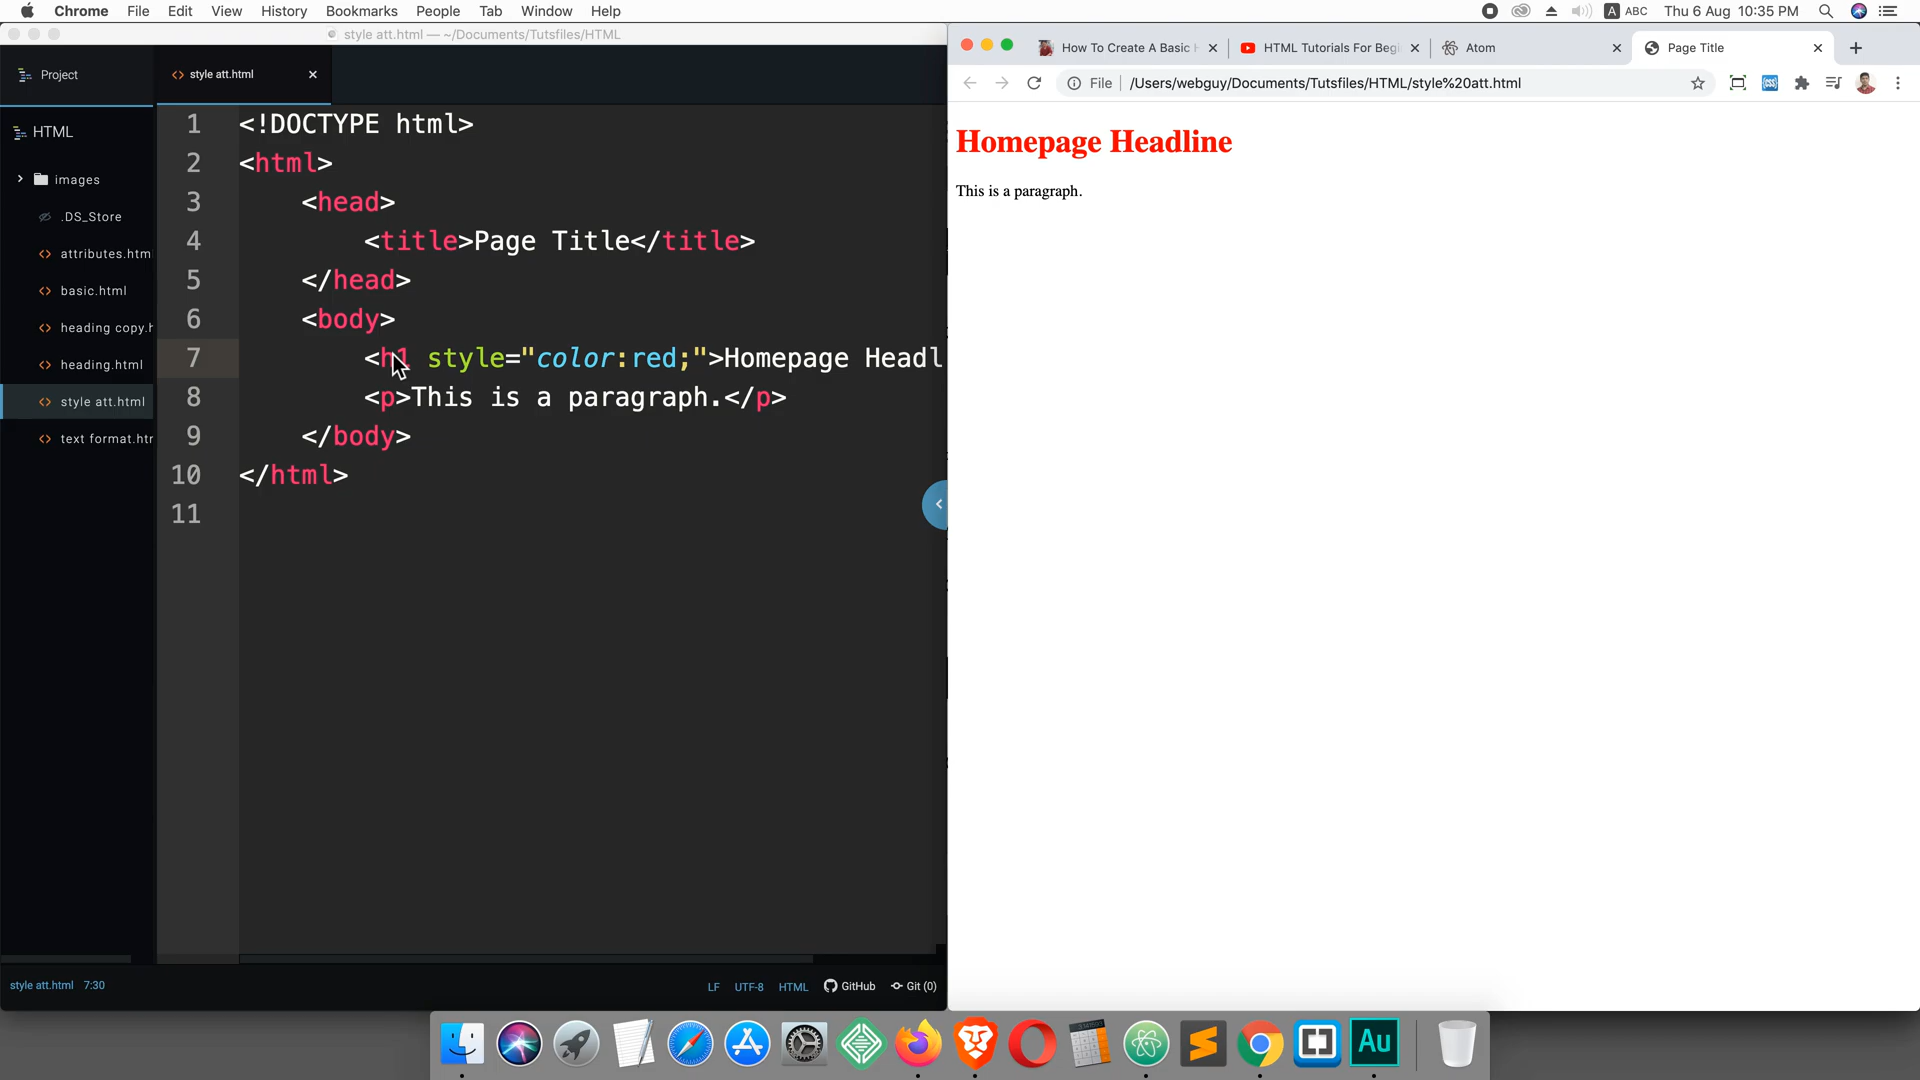 Chrome File Edit View History Bookmarks People Tab Window Help
A ABC Thu 6 Aug 10:35 PM
style att.html — ~/Documents/Tutsfiles/HTML
Project
style att.html
HTML
images
.DS_Store
attributes.htm
basic.html
heading copy.h
heading.html
style att.html
text format.htm
1 <!DOCTYPE html>
2 <html>
3 <head>
4 <title>Page Title</title>
5 </head>
6 <body>
7 <h1 style="color:red;">Homepage Headl
8 <p>This is a paragraph.</p>
9 </body>
10 </html>
11
style att.html 7:30
LF UTF-8 HTML GitHub Git (0)
How To Create A Basic H
HTML Tutorials For Begi
Atom
Page Title
File /Users/webguy/Documents/Tutsfiles/HTML/style%20att.html
Homepage Headline
This is a paragraph.
Au